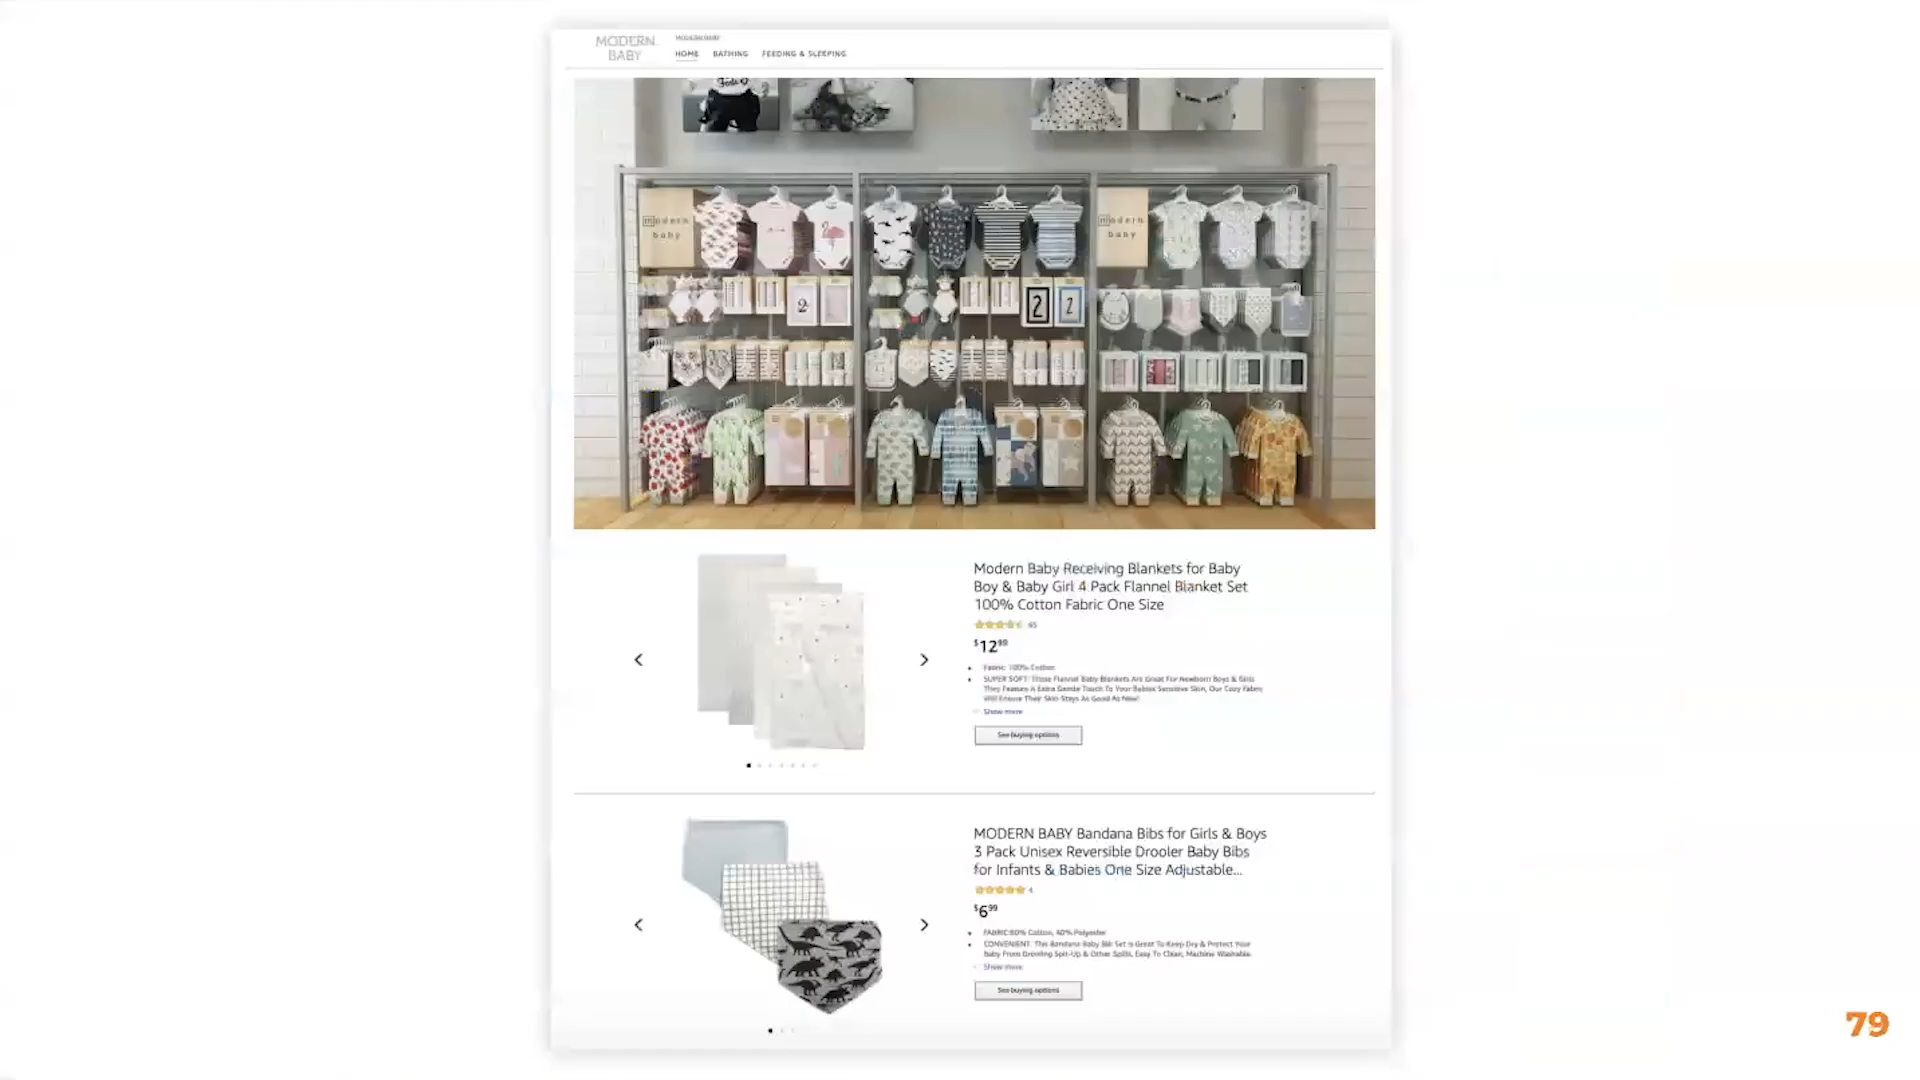 MODERN
BABY
MODERN BABY
HOME BATHING FEEDING & SLEEPING
modern
baby
modern
baby
2
2
2
Modern Baby Receiving Blankets for Baby
Boy & Baby Girl 4 Pack Flannel Blanket Set
100% Cotton Fabric One Size
65
$12.99
Fabric: 100% Cotton
SUPER SOFT: These Flannel Baby Blankets Are Great For Newborn Boys & Girls
They Feature A Extra Gentle Touch To Your Babies Sensitive Skin, Our Cozy Fabric
Will Ensure Their Skin Stays As Good As New!
Show more
See buying options
MODERN BABY Bandana Bibs for Girls & Boys
3 Pack Unisex Reversible Drooler Baby Bibs
for Infants & Babies One Size Adjustable...
4
$6.99
FABRIC: 60% Cotton, 40% Polyester
CONVENIENT: This Bandana Baby Bib Set is Great To Keep Dry & Protect Your
Baby From Drooling Spit-Up & Other Spills, Easy To Clean, Machine Washable
Show more
See buying options
79